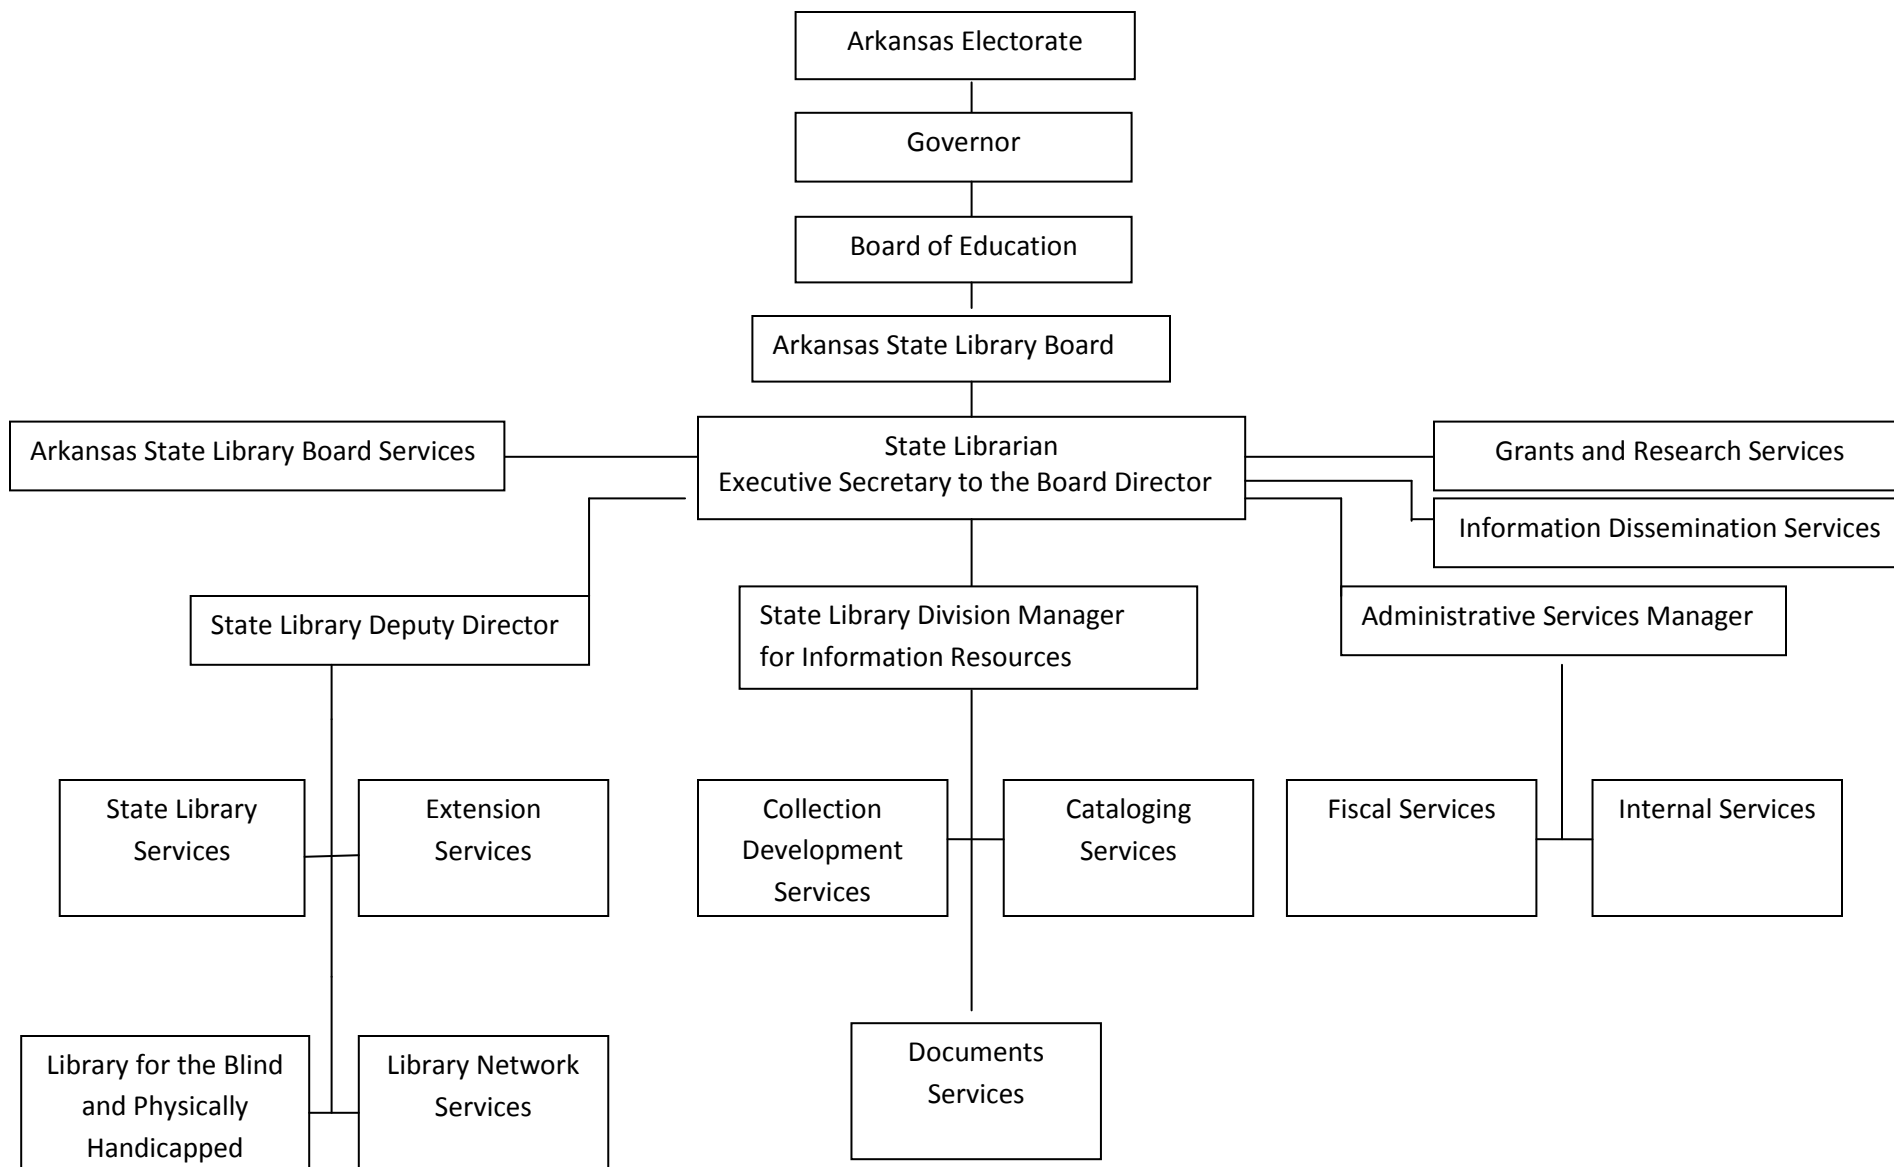 Arkansas Electorate
Governor
Board of Education
Arkansas State Library Board
Arkansas State Library Board Services
State Librarian
Executive Secretary to the Board Director
Grants and Research Services
Information Dissemination Services
State Library Deputy Director
State Library Division Manager
for Information Resources
Administrative Services Manager
State Library
Services
Extension
Services
Collection
Development
Services
Cataloging
Services
Fiscal Services
Internal Services
Library for the Blind
and Physically
Handicapped
Library Network
Services
Documents
Services